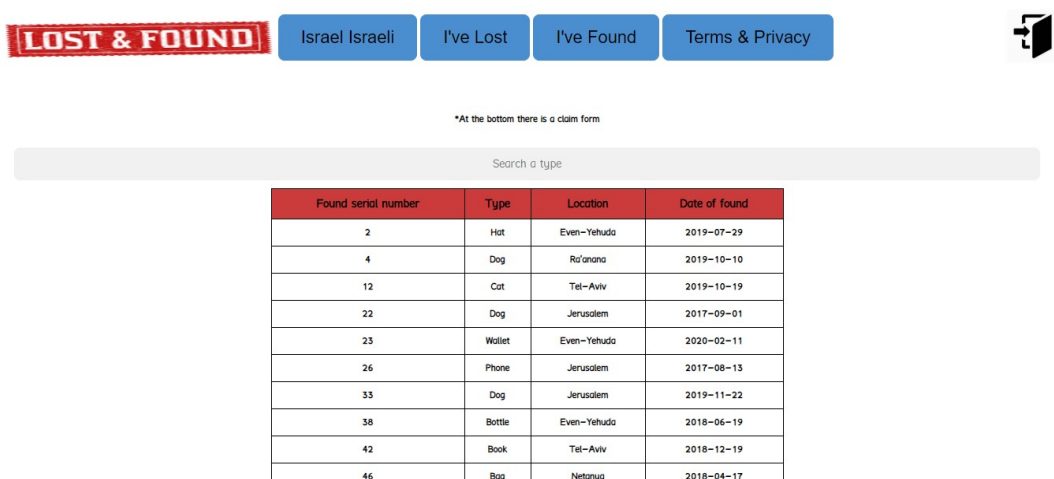 LOST & FOUND Israel Israeli I've Lost I've Found Terms & Privacy
*At the bottom there is a claim form
Search a type
Found serial number Type Location Date of found
2 Hat Even-Yehuda 2019-07-29
4 Dog Ra'anana 2019-10-10
12 Cat Tel-Aviv 2019-10-19
22 Dog Jerusalem 2017-09-01
23 Wallet Even-Yehuda 2020-02-11
26 Phone Jerusalem 2017-08-13
33 Dog Jerusalem 2019-11-22
38 Bottle Even-Yehuda 2018-06-19
42 Book Tel-Aviv 2018-12-19
46 Bag Netanya 2018-04-17